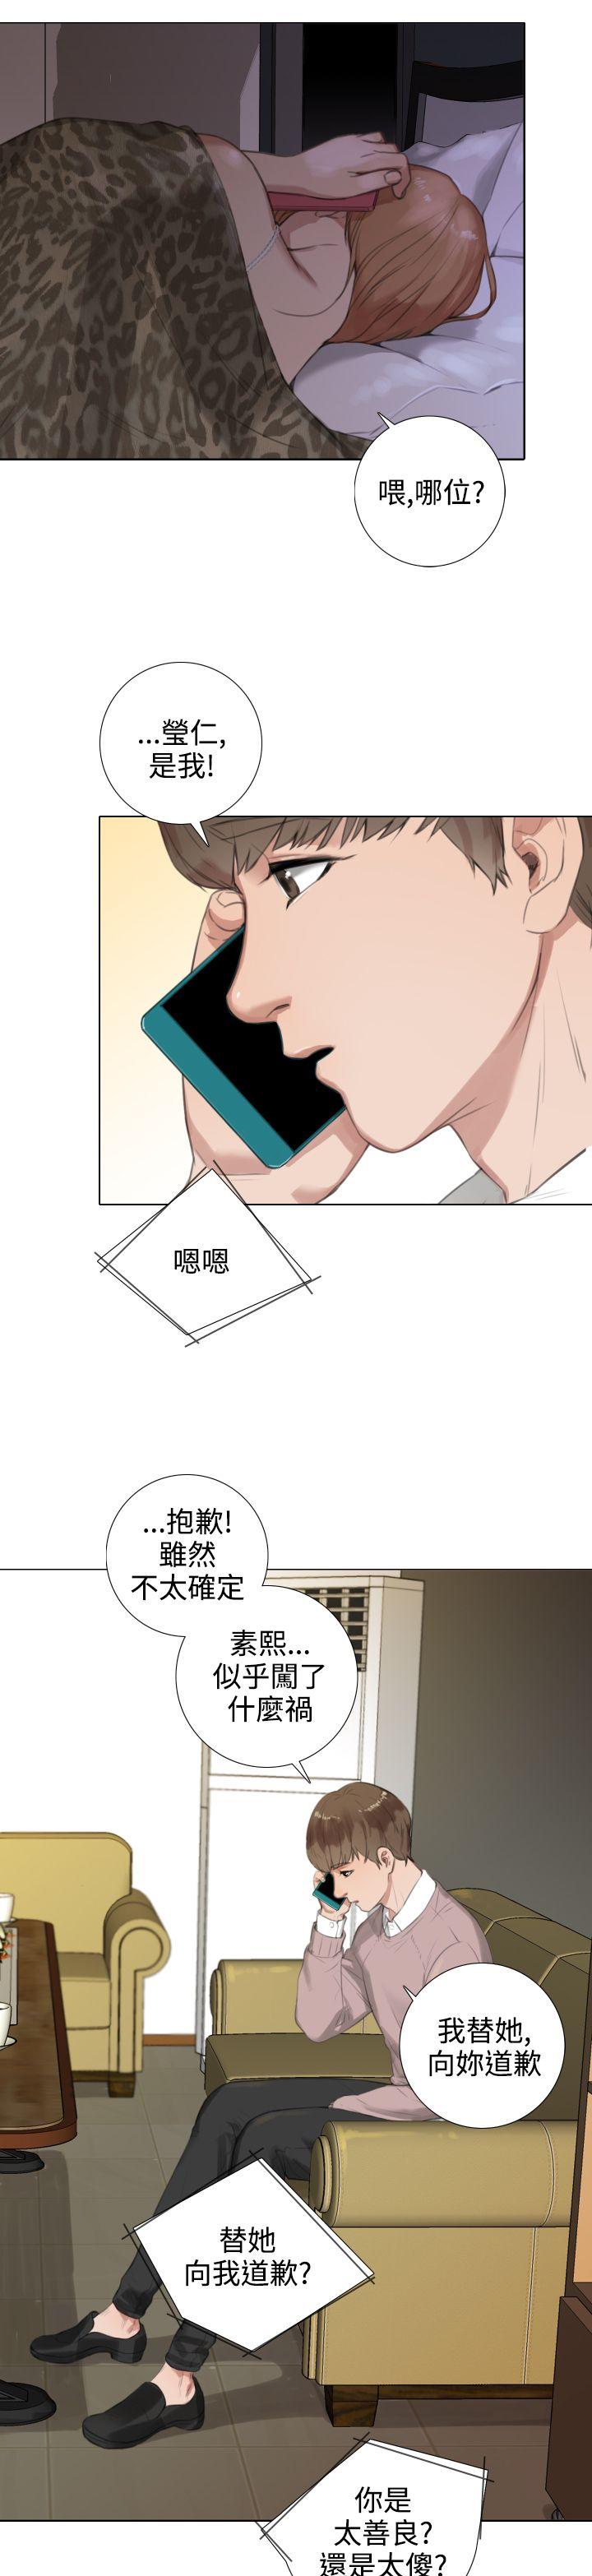 喂,哪位?
...瑩仁,
是我!
嗯嗯
...抱歉!
雖然
不太確定
素熙...
似乎闖了
什麼禍
我替她,
向妳道歉
替她
向我道歉?
你是
太善良?
還是太傻?